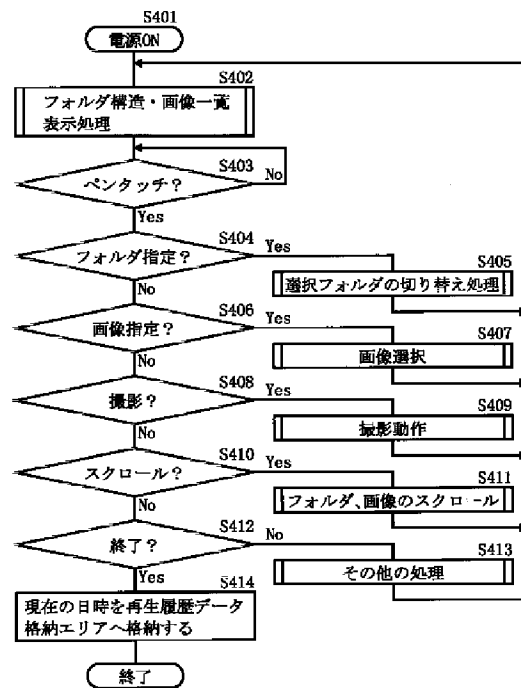 S401
電源ON
S402
フォルダ構造・画像一覧
表示処理
S403
ペンタッチ?
No
Yes
S404
フォルダ指定?
Yes
S405
選択フォルダの切り替え処理
No
S406
画像指定?
Yes
S407
画像選択
No
S408
撮影?
Yes
S409
撮影動作
No
S410
スクロール?
Yes
S411
フォルダ、画像のスクロール
No
S412
終了?
No
S413
その他の処理
Yes
S414
現在の日時を再生履歴データ
格納エリアへ格納する
終了